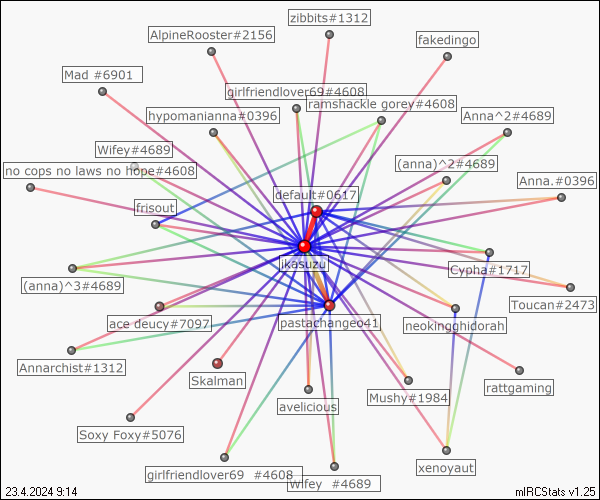 zibbits#1312
AlpineRooster#2156
fakedingo
Mad #6901
girlfriendlover69#4608
ramshackle gorey#4608
hypomanianna#0396
Anna^2#4689
Wifey#4689
(anna)^2#4689
no cops no laws no hope#4608
default#0617
Anna.#0396
frisout
jkasuzu
Cypha#1717
(anna)^3#4689
Toucan#2473
ace deucy#7097
pastachangeo41
neokingghidorah
Annarchist#1312
Skalman
rattgaming
Mushy#1984
avelicious
Soxy Foxy#5076
girlfriendlover69 #4608
Wifey #4689
xenoyaut
23.4.2024 9:14
mIRCStats v1.25